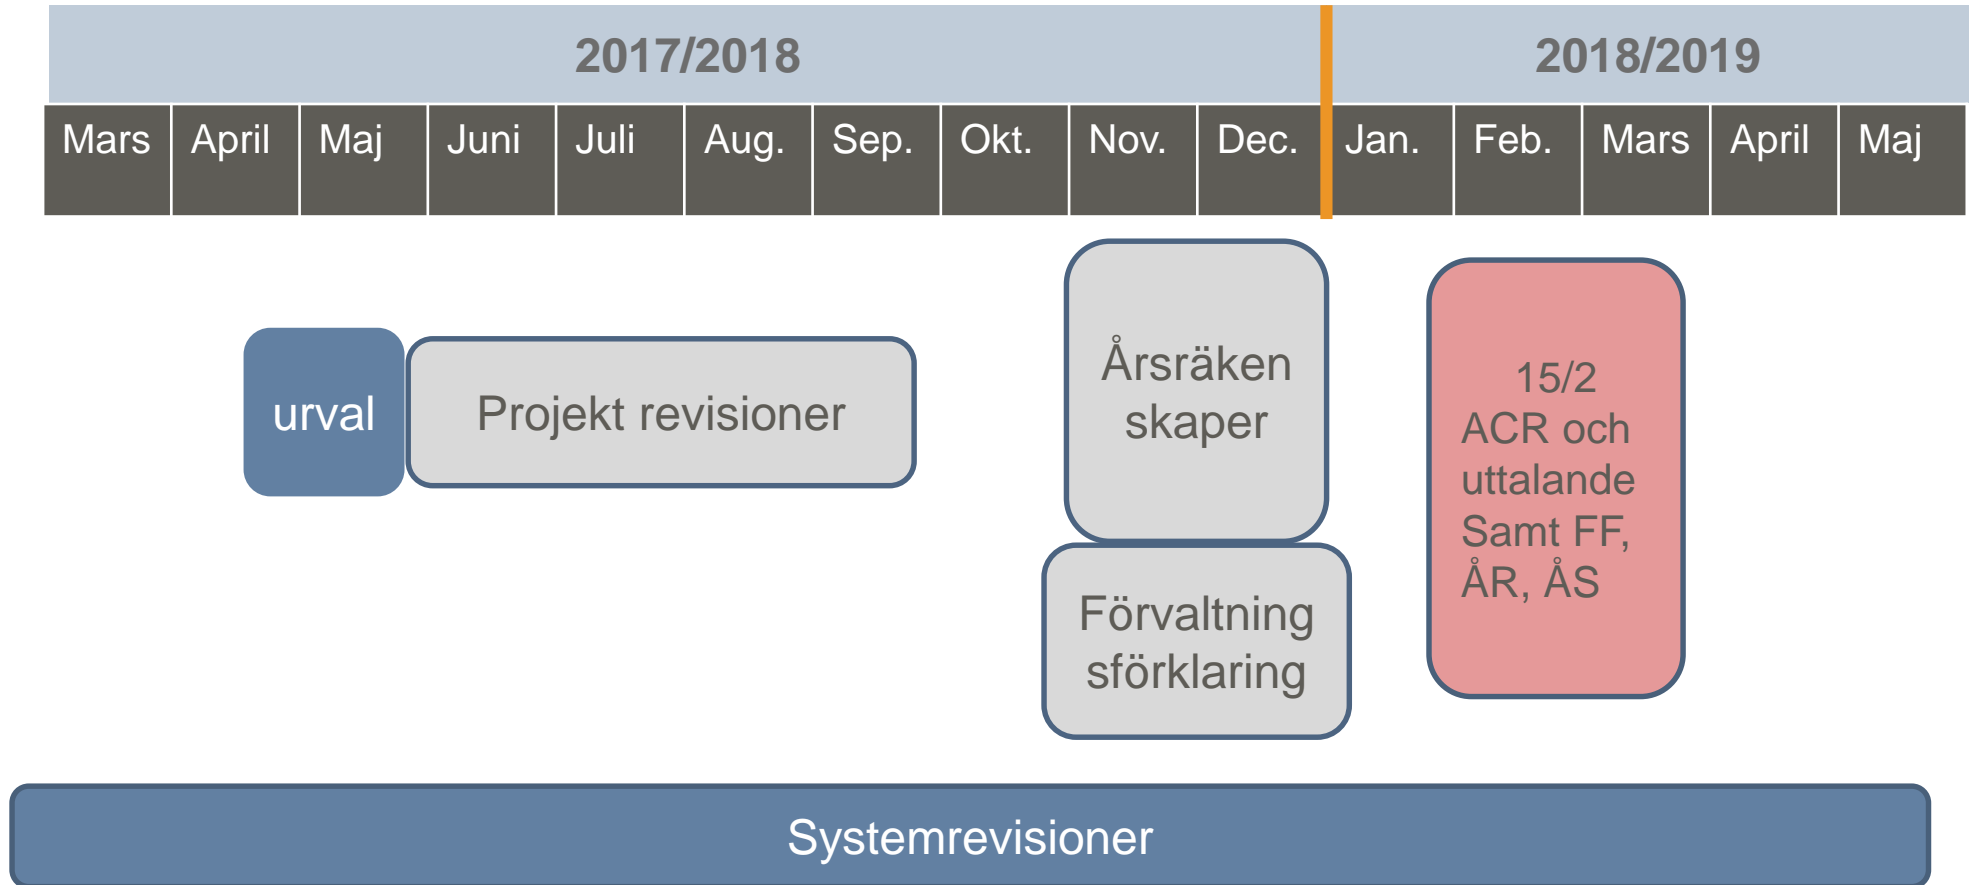 2017/2018
2018/2019
Mars April Maj Juni Juli Aug. Sep. Okt. Nov. Dec. Jan. Feb. Mars April Maj
urval
Projekt revisioner
Årsräken
skaper
Förvaltning
sförklaring
15/2
ACR och
uttalande
Samt FF,
ÅR, ÅS
Systemrevisioner